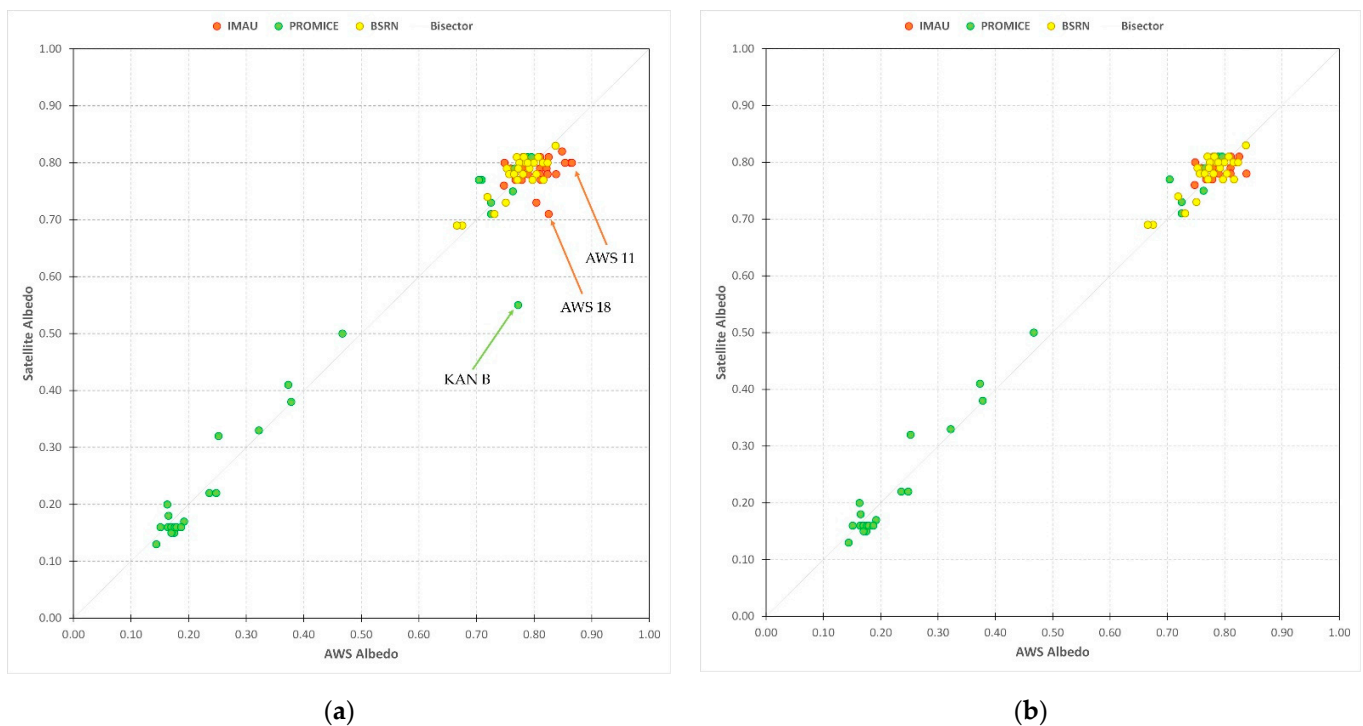 IMAU PROMICE BSRN Bisector
1.00
0.90
0.80
0.70
0.60
0.50
0.40
0.30
0.20
0.10
0.00
Satellite Albedo
AWS 11
AWS 18
KAN B
0.00 0.10 0.20 0.30 0.40 0.50 0.60 0.70 0.80 0.90 1.00
AWS Albedo
(a)
IMAU PROMICE BSRN Bisector
1.00
0.90
0.80
0.70
0.60
0.50
0.40
0.30
0.20
0.10
0.00
Satellite Albedo
0.00 0.10 0.20 0.30 0.40 0.50 0.60 0.70 0.80 0.90 1.00
AWS Albedo
(b)